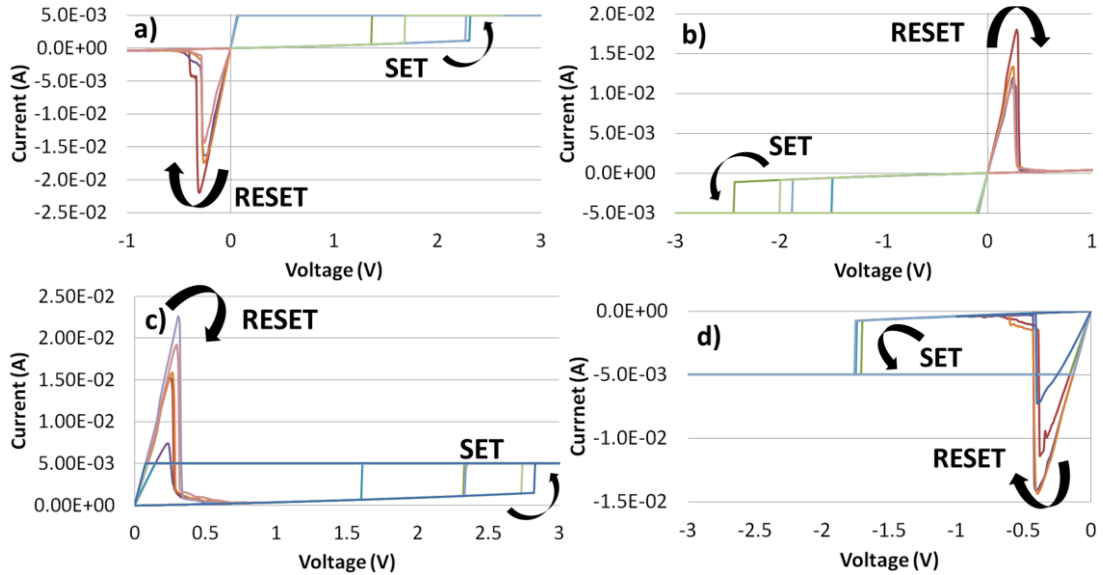 a)
5.0E-03
0.0E+00
-5.0E-03
-1.0E-02
-1.5E-02
-2.0E-02
-2.5E-02
Current (A)
SET
RESET
-1 0 1 2 3
Voltage (V)
b)
2.0E-02
1.5E-02
1.0E-02
5.0E-03
0.0E+00
-5.0E-03
Current (A)
RESET
SET
-3 -2 -1 0 1
Voltage (V)
c)
2.50E-02
2.00E-02
1.50E-02
1.00E-02
5.00E-03
0.00E+00
Current (A)
RESET
SET
0 0.5 1 1.5 2 2.5 3
Voltage (V)
d)
0.0E+00
-5.0E-03
-1.0E-02
-1.5E-02
Currnet (A)
SET
RESET
-3 -2.5 -2 -1.5 -1 -0.5 0
Voltage (V)